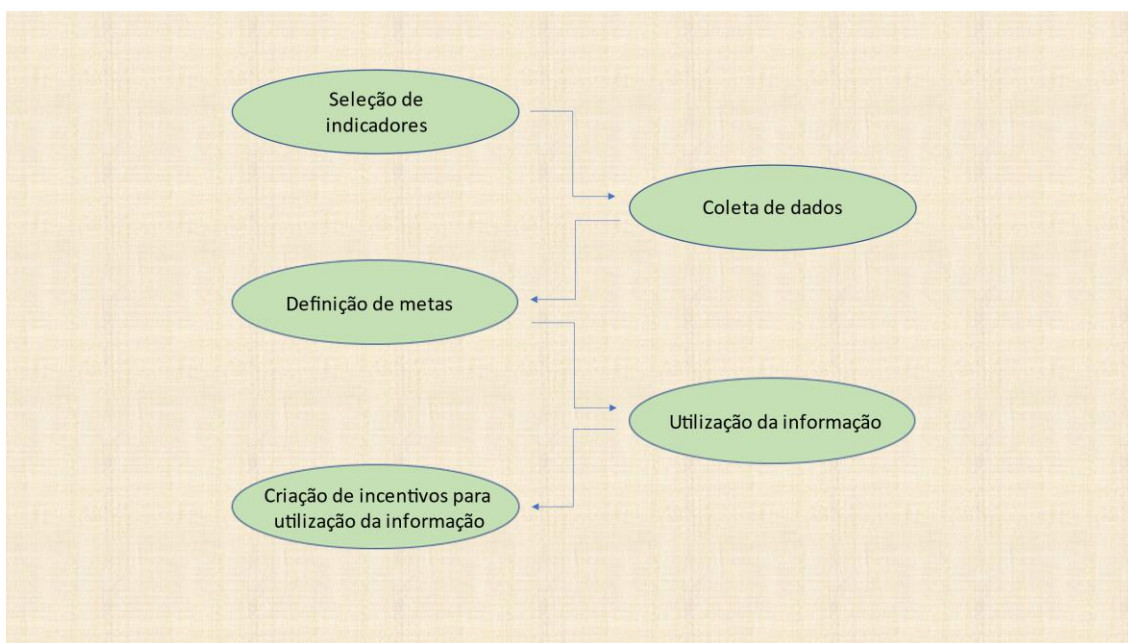 Seleção de
indicadores
Coleta de dados
Definição de metas
Utilização da informação
Criação de incentivos para
utilização da informação